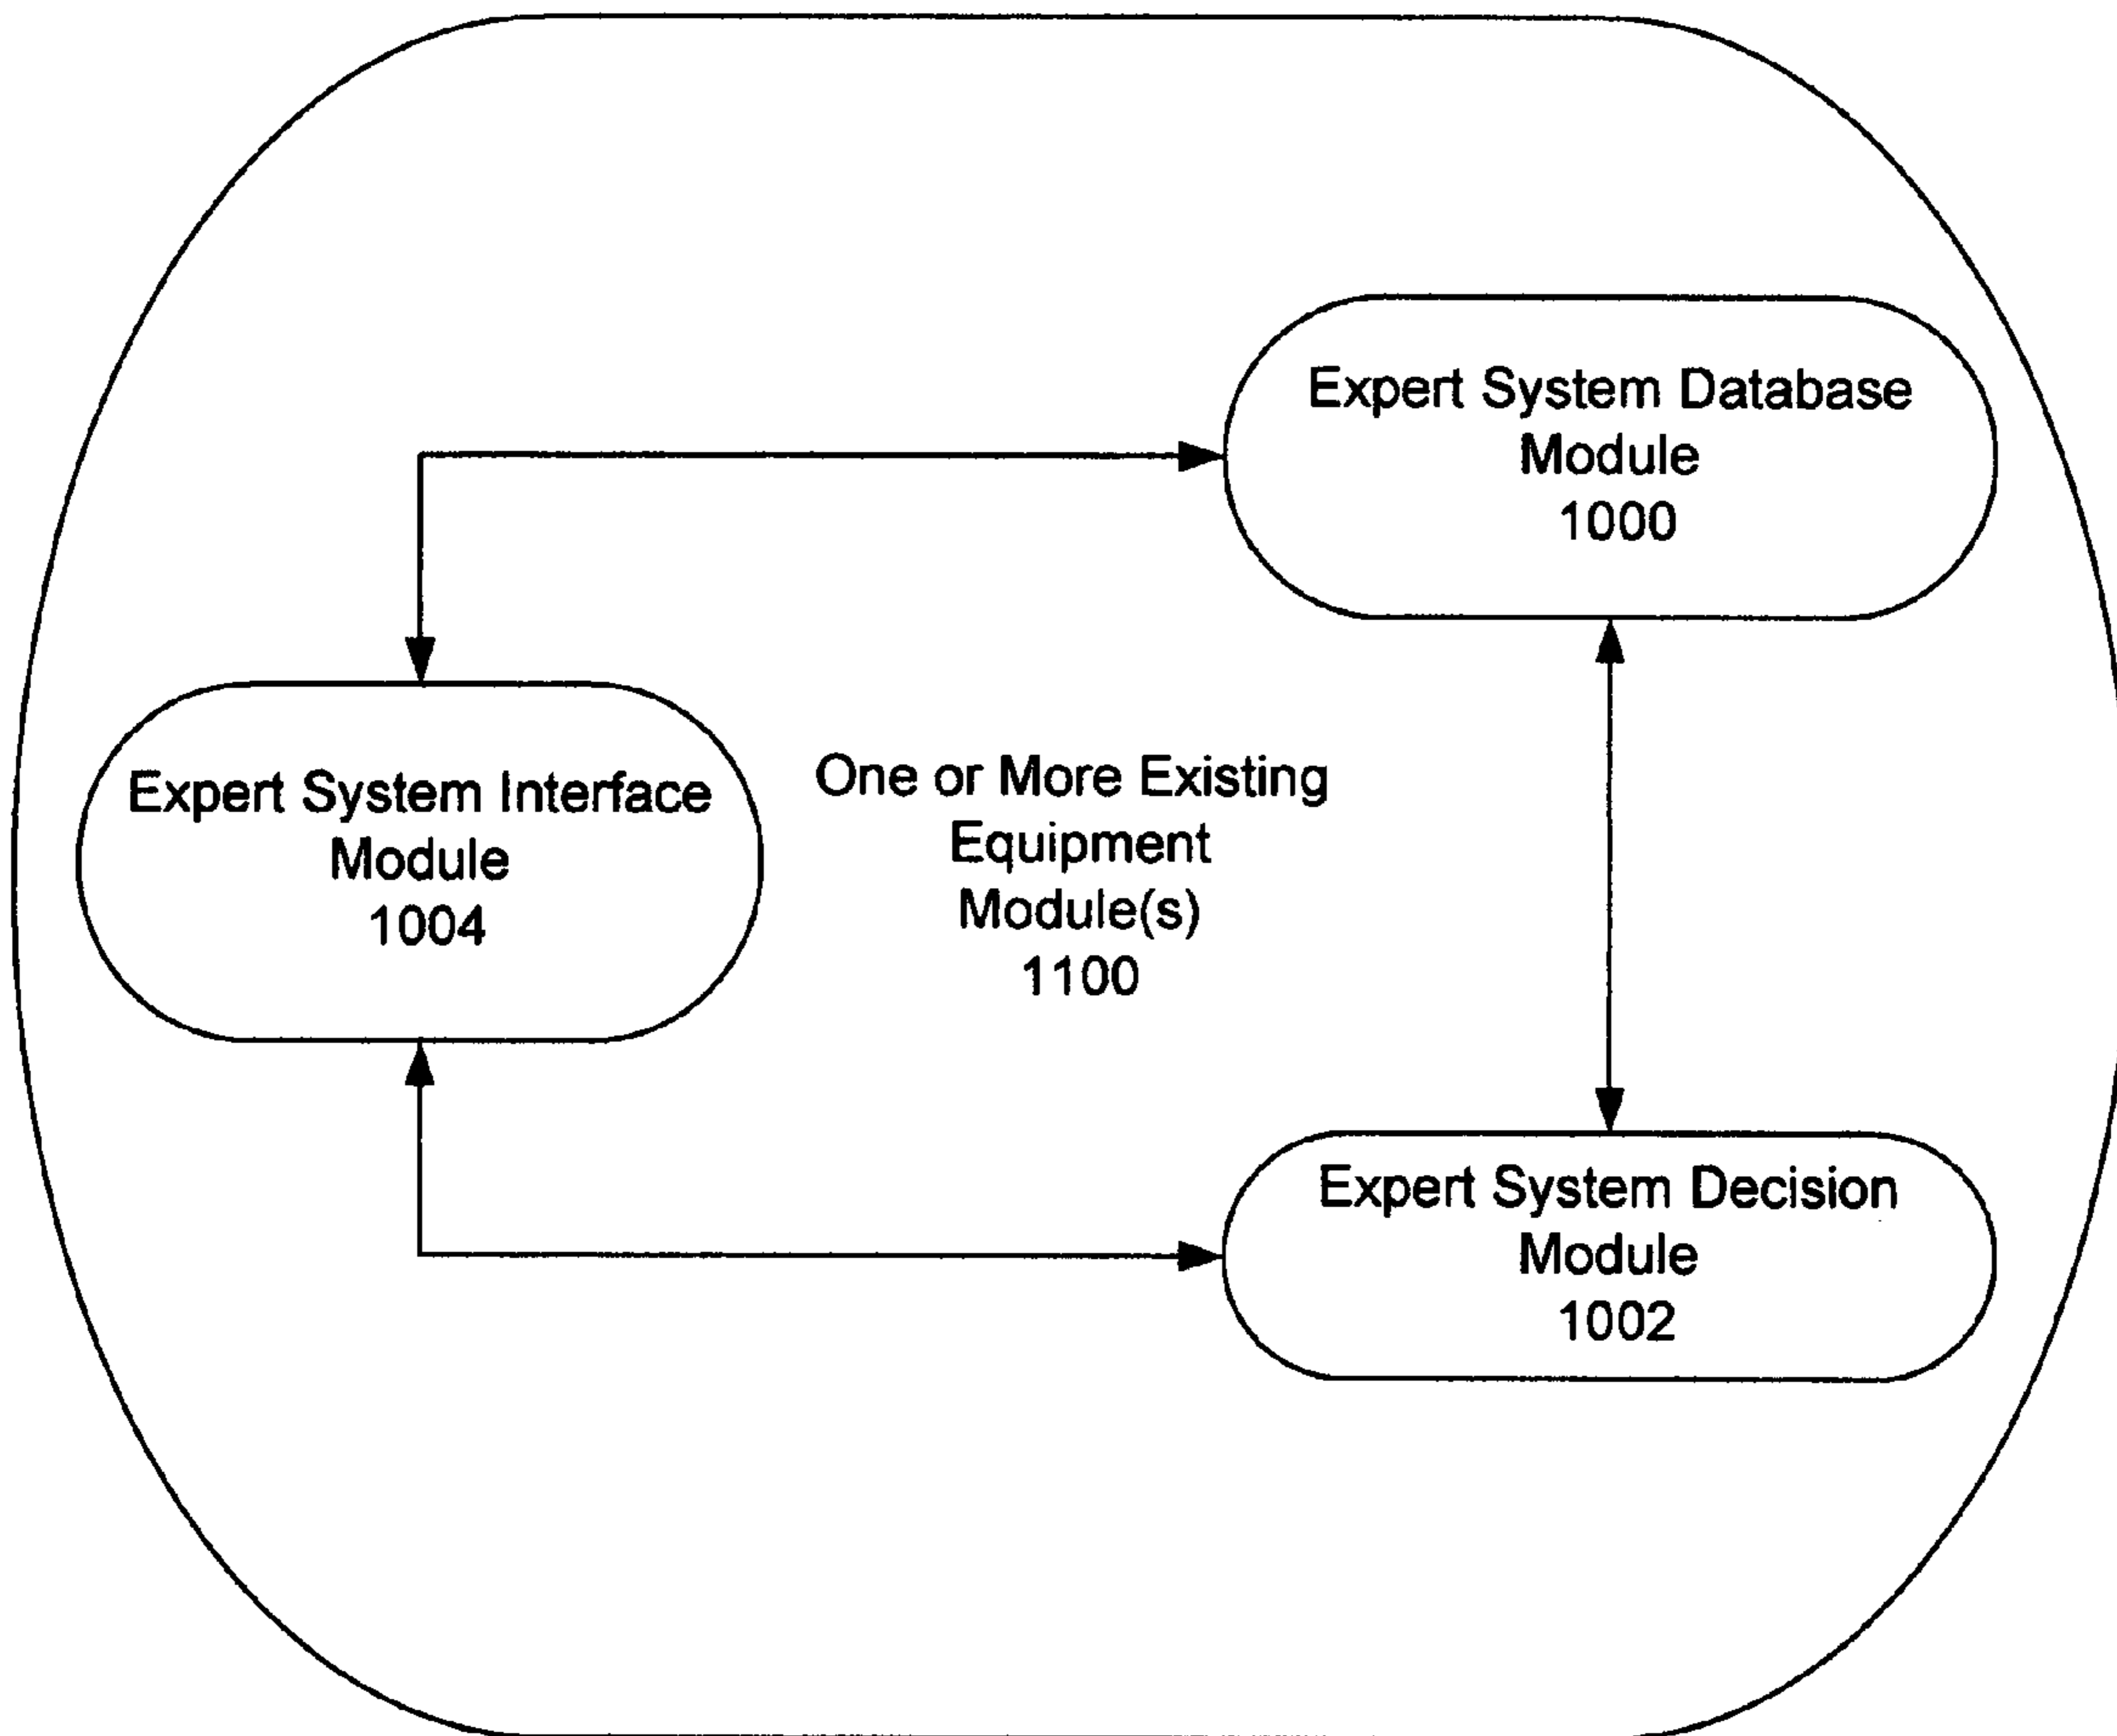 Expert System Database
Module
1000
Expert System Interface
Module
1004
One or More Existing
Equipment
Module(s)
1100
Expert System Decision
Module
1002